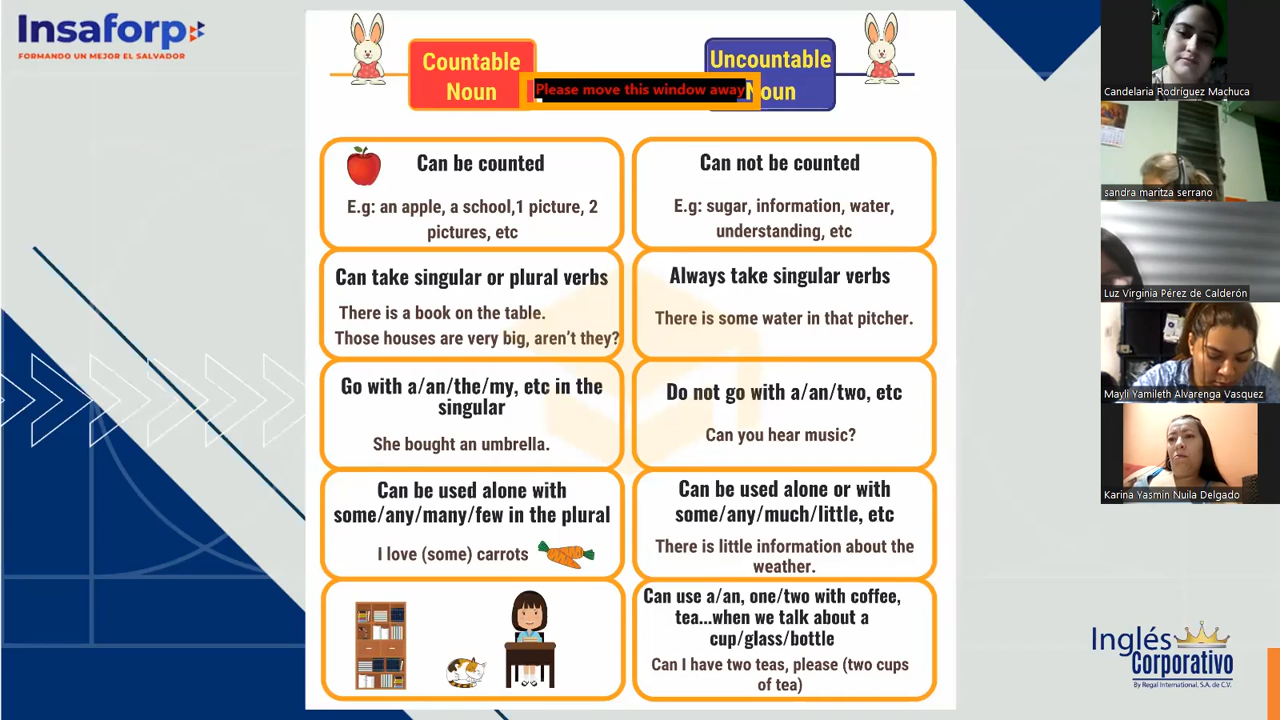 Insaforp
FORMANDO UN MEJOR EL SALVADOR
Countable
Noun
Uncountable
Noun
Please move this window away
Can be counted
E.g: an apple, a school,1 picture, 2
pictures, etc
Can not be counted
E.g: sugar, information, water,
understanding, etc
Can take singular or plural verbs
There is a book on the table.
Those houses are very big, aren't they?
Always take singular verbs
There is some water in that pitcher.
Go with a/an/the/my, etc in the
singular
She bought an umbrella.
Do not go with a/an/two, etc
Can you hear music?
Can be used alone with
some/any/many/few in the plural
I love (some) carrots
Can be used alone or with
some/any/much/little, etc
There is little information about the
weather.
Can use a/an, one/two with coffee,
tea...when we talk about a
cup/glass/bottle
Can I have two teas, please (two cups
of tea)
Candelaria Rodríguez Machuca
sandra maritza serrano
Luz Virginia Pérez de Calderón
Mayli Yamileth Alvarenga Vasquez
Karina Yasmin Nuila Delgado
Inglés
Corporativo
By Regal International, S.A. de C.V.